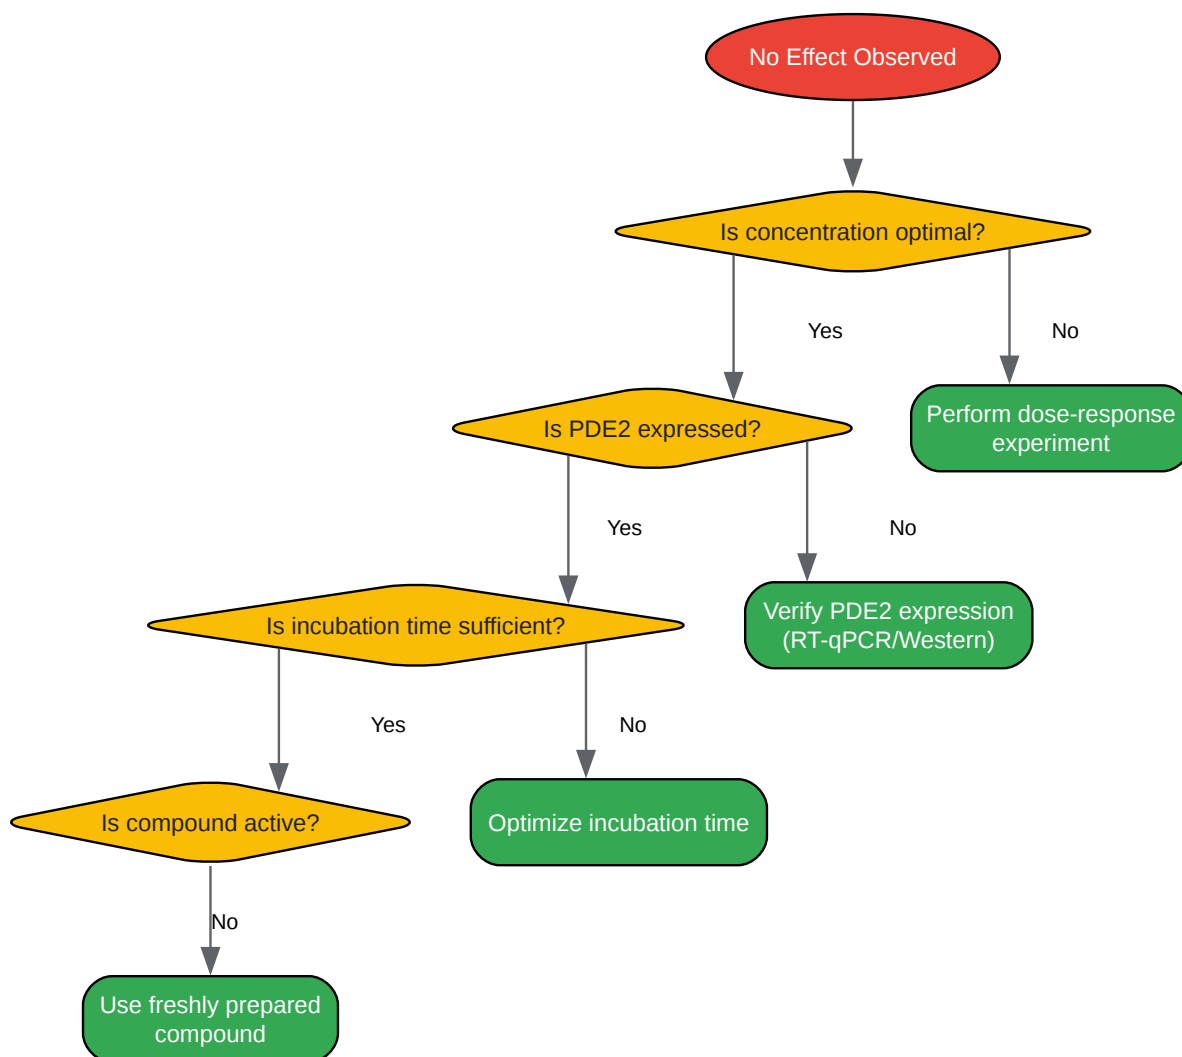 No Effect Observed
Is concentration optimal?
Yes
No
Perform dose-response
experiment
Is PDE2 expressed?
Yes
No
Verify PDE2 expression
(RT-qPCR/Western)
Is incubation time sufficient?
Yes
No
Optimize incubation time
Is compound active?
No
Use freshly prepared
compound